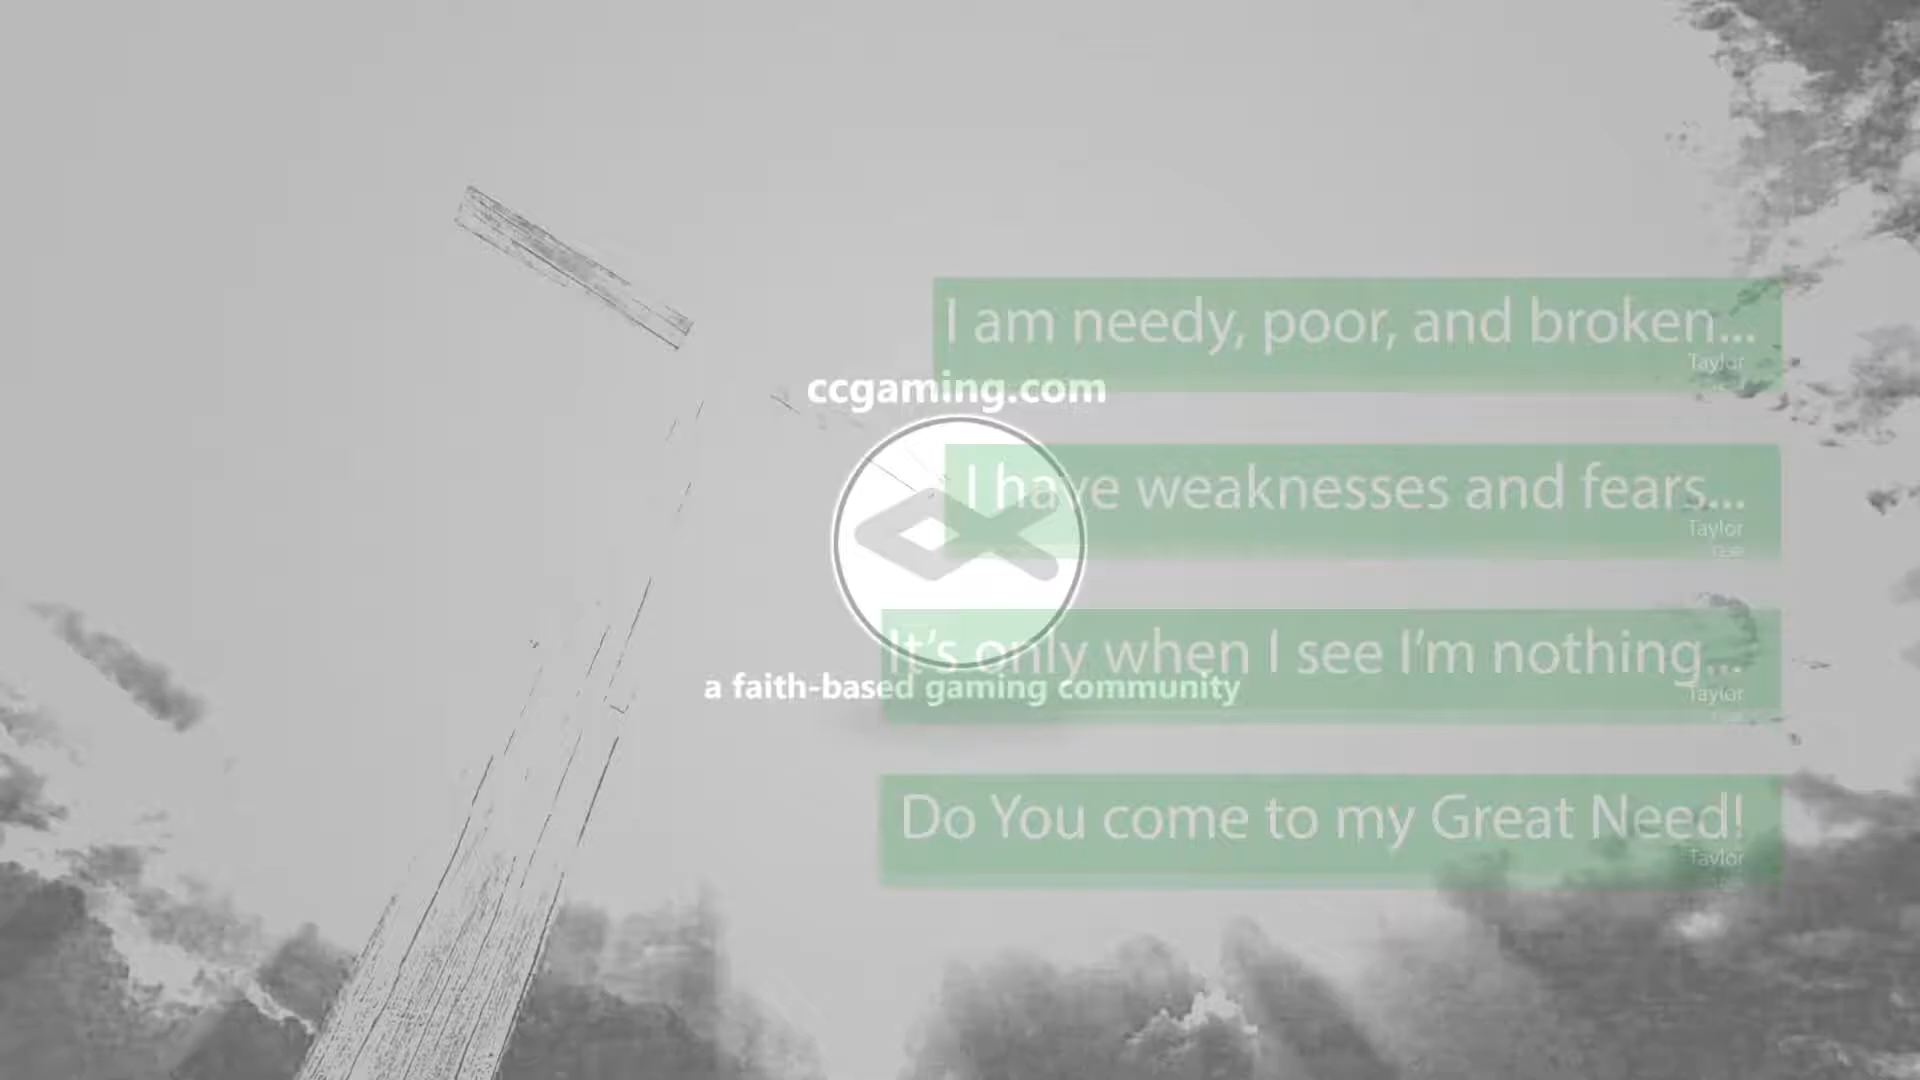 I am needy, poor, and broken...
Taylor
ccgaming.com
I have weaknesses and fears...
Taylor
It's only when I see I'm nothing...
Taylor
a faith-based gaming community
Do You come to my Great Need!
Taylor